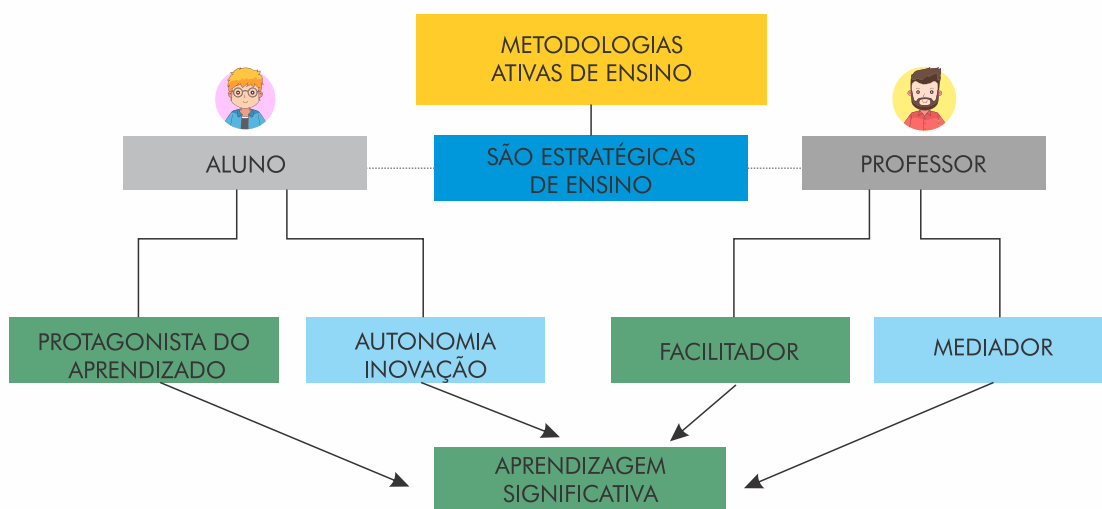 METODOLOGIAS
ATIVAS DE ENSINO
ALUNO
SÃO ESTRATÉGICAS
DE ENSINO
PROFESSOR
PROTAGONISTA DO
APRENDIZADO
AUTONOMIA
INOVAÇÃO
FACILITADOR
MEDIADOR
APRENDIZAGEM
SIGNIFICATIVA